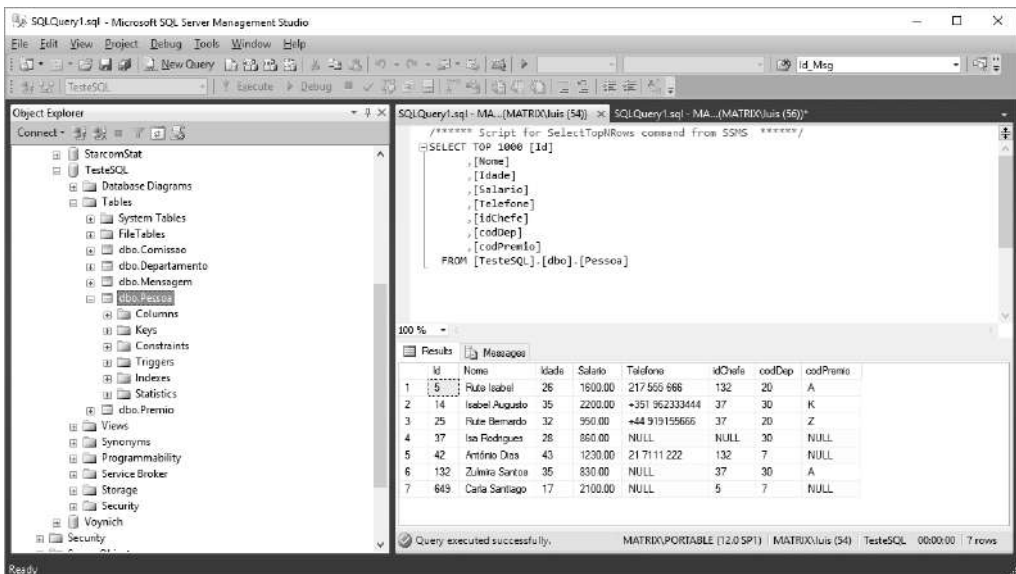 SQLQuery1.sql - Microsoft SQL Server Management Studio
File Edit View Project Debug Tools Window Help
New Query
Id_Msg
TesteSQL
Execute Debug
Object Explorer
Connect
StarcomStat
TesteSQL
Database Diagrams
Tables
System Tables
FileTables
dbo.Comissao
dbo.Departamento
dbo.Mensagem
dbo.Pessoa
Columns
Keys
Constraints
Triggers
Indexes
Statistics
dbo.Premio
Views
Synonyms
Programmability
Service Broker
Storage
Security
Voynich
Security
SQLQuery1.sql - MA...(MATRIX\luis (54)) SQLQuery1.sql - MA...(MATRIX\luis (56))*
/****** Script for SelectTopNRows command from SSMS ******/
SELECT TOP 1000 [Id]
,[Nome]
,[Idade]
,[Salario]
,[Telefone]
,[idChefe]
,[codDep]
,[codPremio]
FROM [TesteSQL].[dbo].[Pessoa]
100 %
Results Messages
Id Nome Idade Salario Telefone idChefe codDep codPremio
1 5 Rute Isabel 26 1600.00 217 555 666 132 20 A
2 14 Isabel Augusto 35 2200.00 +351 962333444 37 30 K
3 25 Rute Bernardo 32 950.00 +44 919155666 37 20 Z
4 37 Isa Rodrigues 28 860.00 NULL NULL 30 NULL
5 42 António Dias 43 1230.00 21 7111 222 132 7 NULL
6 132 Zulmira Santos 35 830.00 NULL 37 30 A
7 649 Carla Santiago 17 2100.00 NULL 5 7 NULL
Query executed successfully. MATRIX\PORTABLE (12.0 SP1) MATRIX\luis (54) TesteSQL 00:00:00 7 rows
Ready